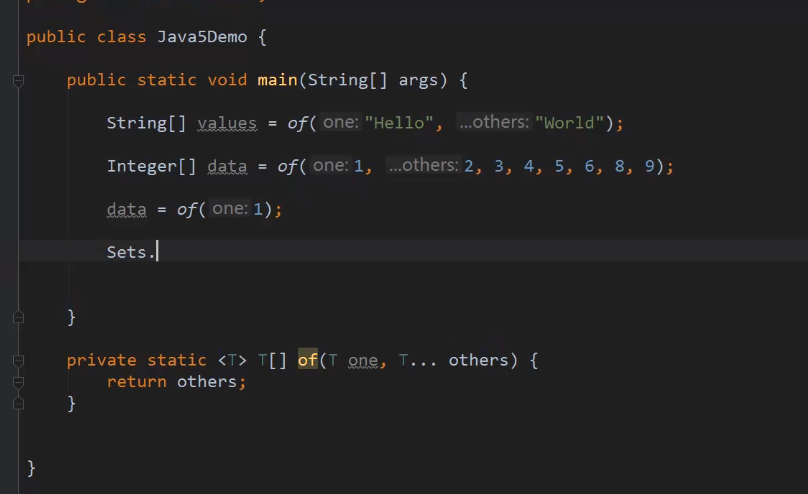 public class Java5Demo {
public static void main(String[] args) {
String[] values = of( one: "Hello", ...others: "World");
Integer[] data = of( one: 1, ...others: 2, 3, 4, 5, 6, 8, 9);
data = of( one: 1);
Sets.
}
private static <T> T[] of(T one, T... others) {
return others;
}
}